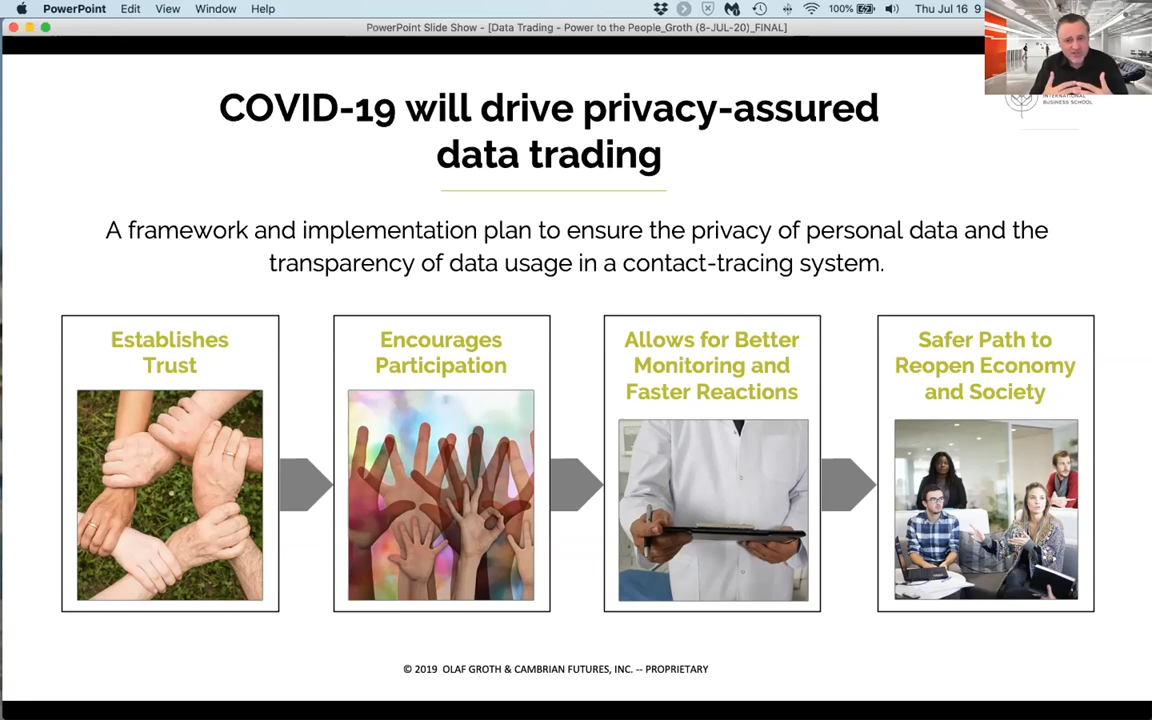 PowerPoint Edit View Window Help 100% Thu Jul 16 9
PowerPoint Slide Show - [Data Trading - Power to the People_Groth (8-JUL-20)_FINAL]
INTERNATIONAL
BUSINESS SCHOOL
COVID-19 will drive privacy-assured
data trading
A framework and implementation plan to ensure the privacy of personal data and the
transparency of data usage in a contact-tracing system.
Establishes
Trust
Encourages
Participation
Allows for Better
Monitoring and
Faster Reactions
Safer Path to
Reopen Economy
and Society
© 2019 OLAF GROTH & CAMBRIAN FUTURES, INC. -- PROPRIETARY